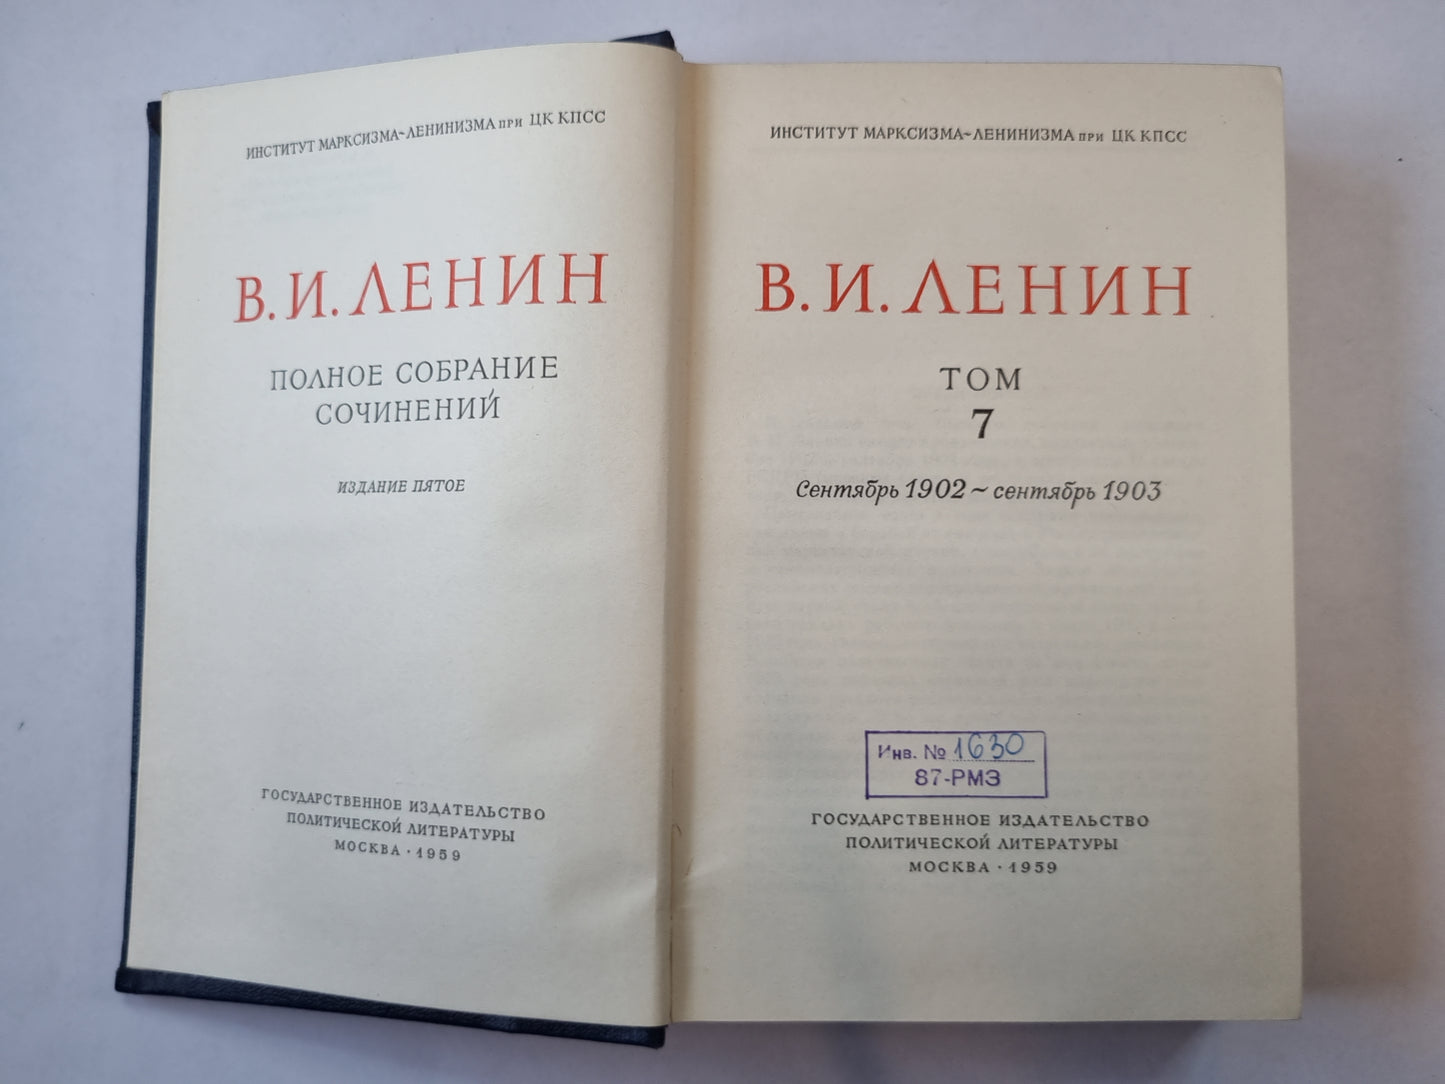 ИНСТИТУТ МАРКСИЗМА~ЛЕНИНИЗМА при ЦК КПСС
В. И. ЛЕНИН
ПОЛНОЕ СОБРАНИЕ
СОЧИНЕНИЙ
ИЗДАНИЕ ПЯТОЕ
ГОСУДАРСТВЕННОЕ ИЗДАТЕЛЬСТВО
ПОЛИТИЧЕСКОЙ ЛИТЕРАТУРЫ
МОСКВА · 1959
ИНСТИТУТ МАРКСИЗМА~ЛЕНИНИЗМА при ЦК КПСС
В. И. ЛЕНИН
ТОМ
7
Сентябрь 1902 ~ сентябрь 1903
Инв. № 1630
87-РМЗ
ГОСУДАРСТВЕННОЕ ИЗДАТЕЛЬСТВО
ПОЛИТИЧЕСКОЙ ЛИТЕРАТУРЫ
МОСКВА · 1959